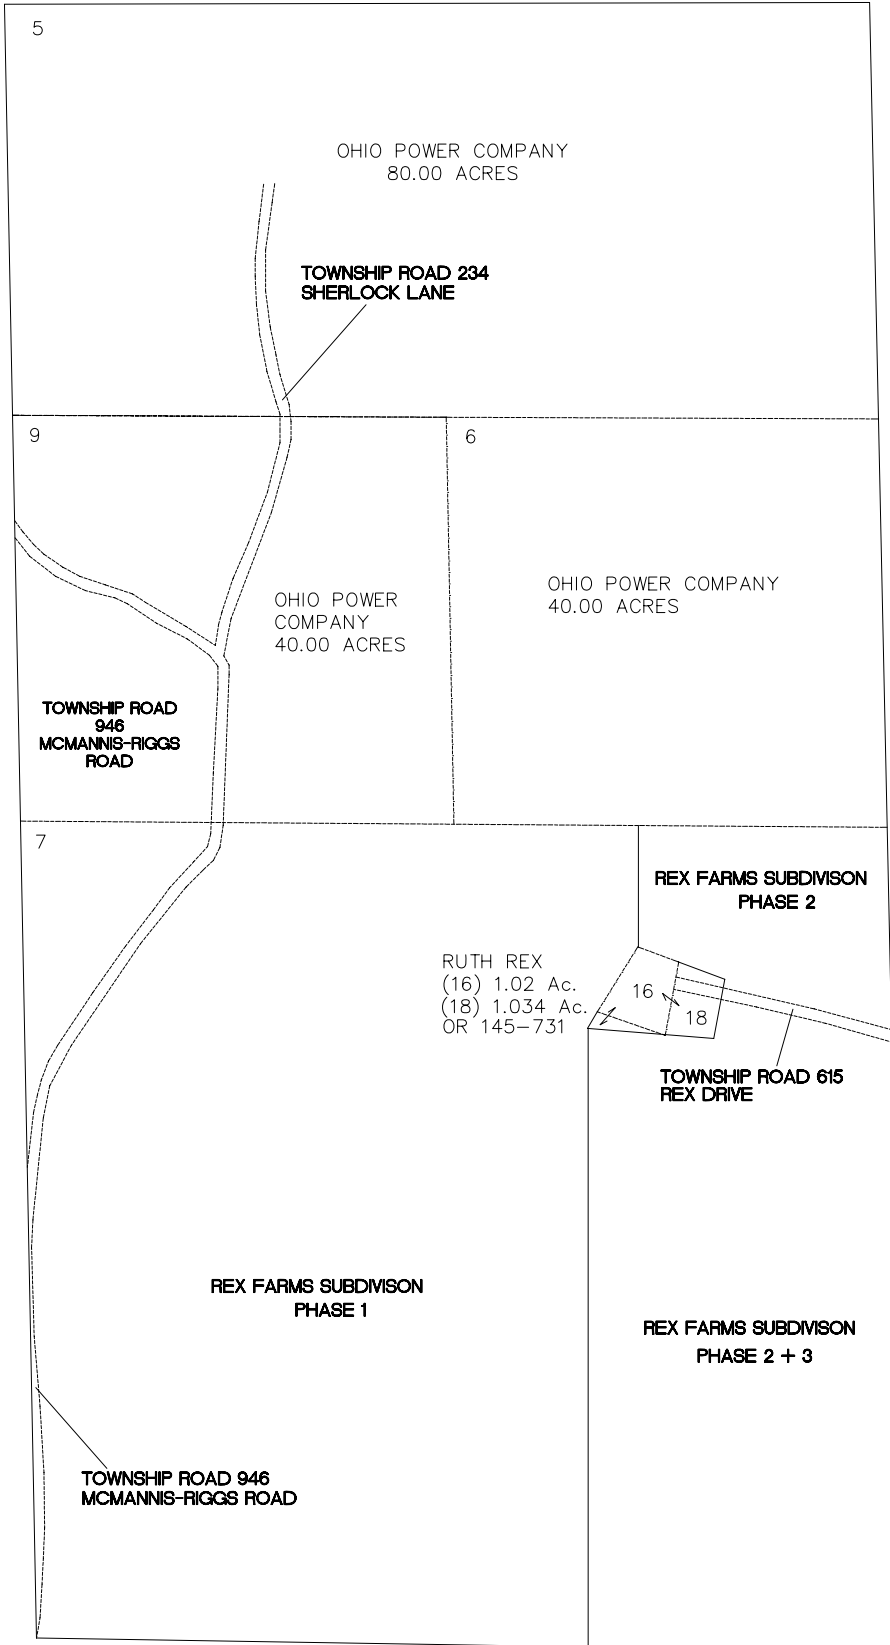 5
OHIO POWER COMPANY
80.00 ACRES
TOWNSHIP ROAD 234
SHERLOCK LANE
9
6
OHIO POWER
COMPANY
40.00 ACRES
OHIO POWER COMPANY
40.00 ACRES
TOWNSHIP ROAD
946
MCMANNIS-RIGGS
ROAD
7
REX FARMS SUBDIVISON
PHASE 2
RUTH REX
(16) 1.02 Ac.
(18) 1.034 Ac.
OR 145-731
16
18
TOWNSHIP ROAD 615
REX DRIVE
REX FARMS SUBDIVISON
PHASE 1
REX FARMS SUBDIVISON
PHASE 2 + 3
TOWNSHIP ROAD 946
MCMANNIS-RIGGS ROAD